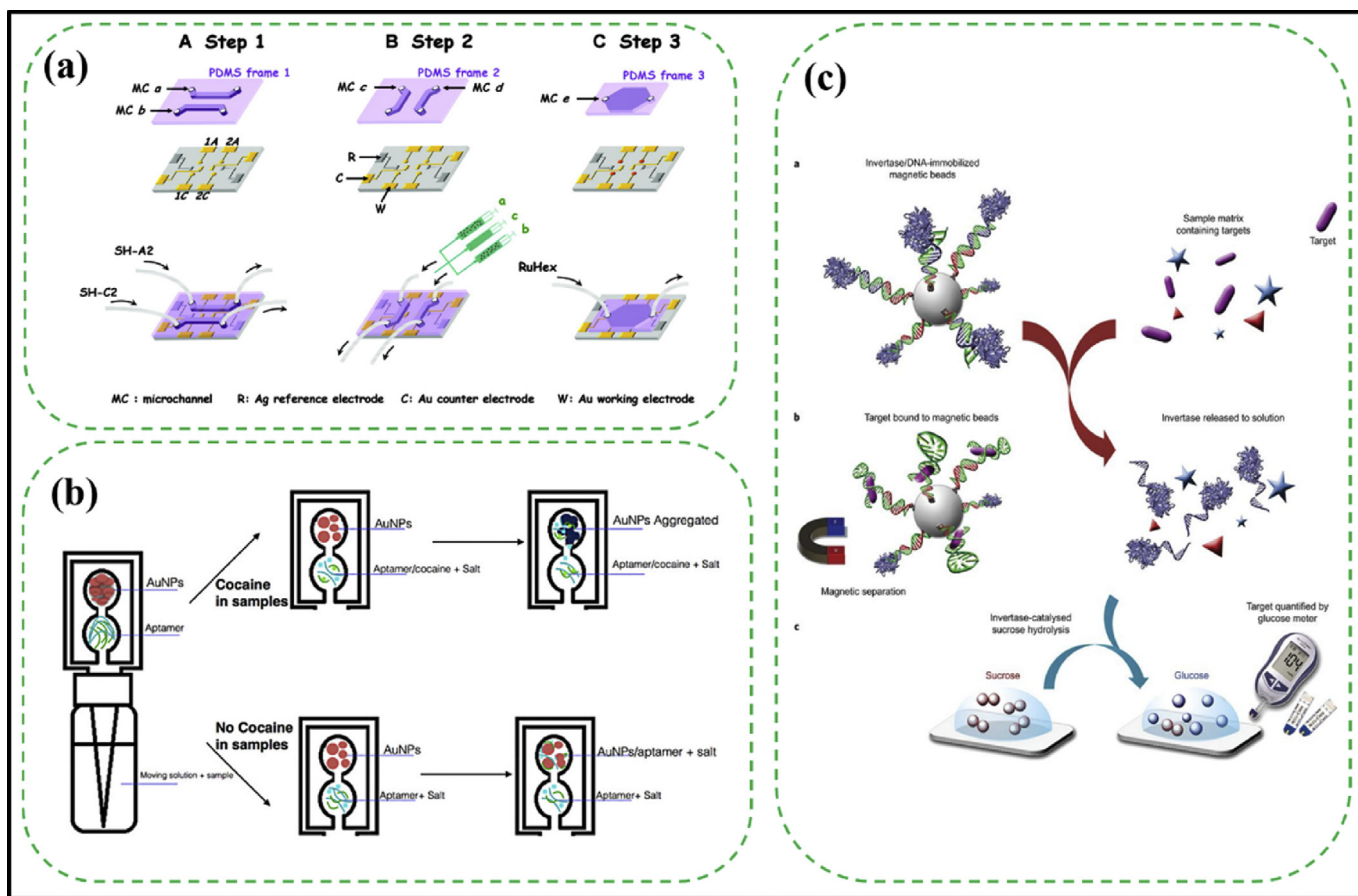 (a)
A Step 1
B Step 2
C Step 3
PDMS frame 1
PDMS frame 2
PDMS frame 3
MC a
MC b
MC c
MC d
MC e
1A 2A
1C 2C
R
C
W
a
c
b
SH-A2
SH-C2
RuHex
MC : microchannel R: Ag reference electrode C: Au counter electrode W: Au working electrode
(b)
AuNPs
Aptamer
Moving solution + sample
Cocaine
in samples
AuNPs
Aptamer/cocaine + Salt
AuNPs Aggregated
Aptamer/cocaine + Salt
No Cocaine
in samples
AuNPs
Aptamer+ Salt
AuNPs/aptamer + salt
Aptamer+ Salt
(c)
a
Invertase/DNA-immobilized
magnetic beads
Sample matrix
containing targets
Target
b
Target bound to magnetic beads
Invertase released to solution
Magnetic separation
c
Invertase-catalysed
sucrose hydrolysis
Target quantified by
glucose meter
Sucrose
Glucose
104